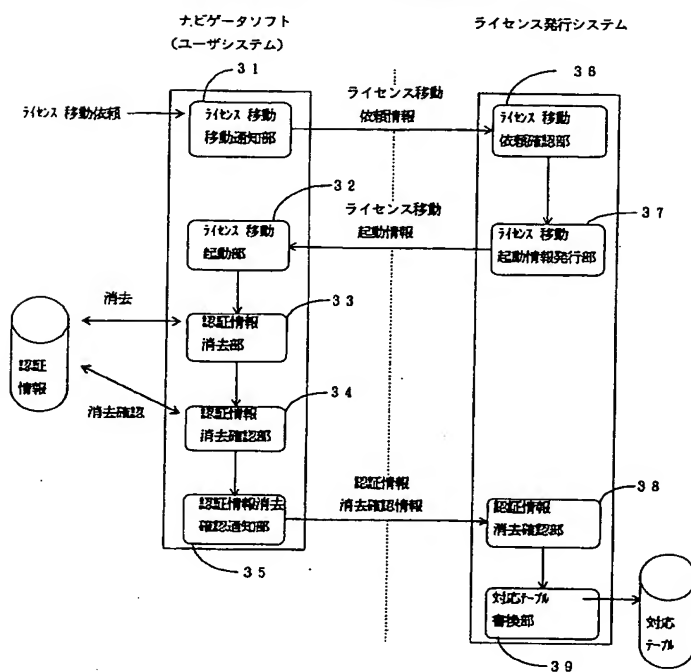 ナビゲータソフト
(ユーザシステム)
ライセンス発行システム
31
36
ライセンス 移動依頼
ライセンス 移動
移動通知部
ライセンス移動
依頼情報
ライセンス 移動
依頼確認部
32
37
ライセンス 移動
起動部
ライセンス移動
起動情報
ライセンス 移動
起動情報発行部
消去
33
認証情報
消去部
認証
情報
34
消去確認
認証情報
消去確認部
認証情報
消去確認情報
38
認証情報消去
確認通知部
認証情報
消去確認部
35
対応テーブル
書換部
対応
テーブル
39